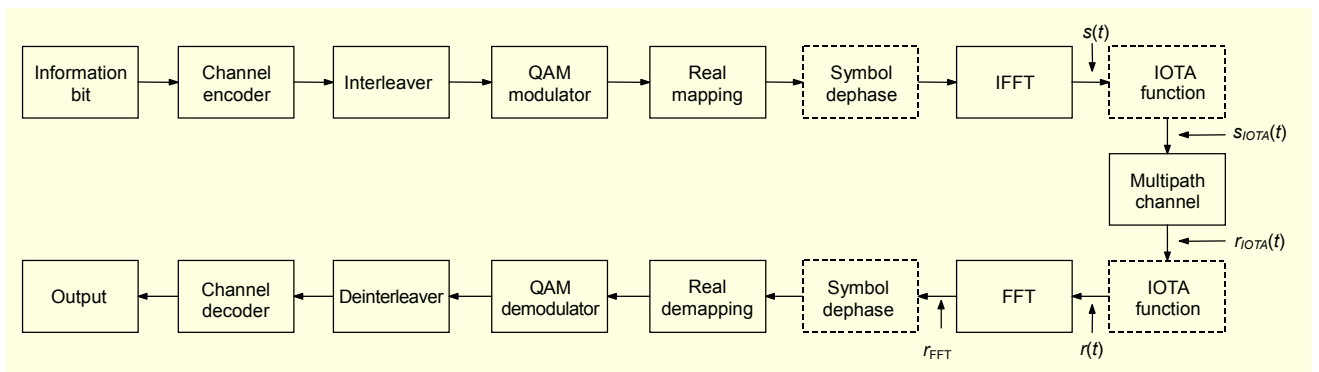 s(t)
Information
bit
Channel
encoder
Interleaver
QAM
modulator
Real
mapping
Symbol
dephase
IFFT
IOTA
function
sIOTA(t)
Multipath
channel
rIOTA(t)
Output
Channel
decoder
Deinterleaver
QAM
demodulator
Real
demapping
Symbol
dephase
FFT
IOTA
function
rFFT
r(t)